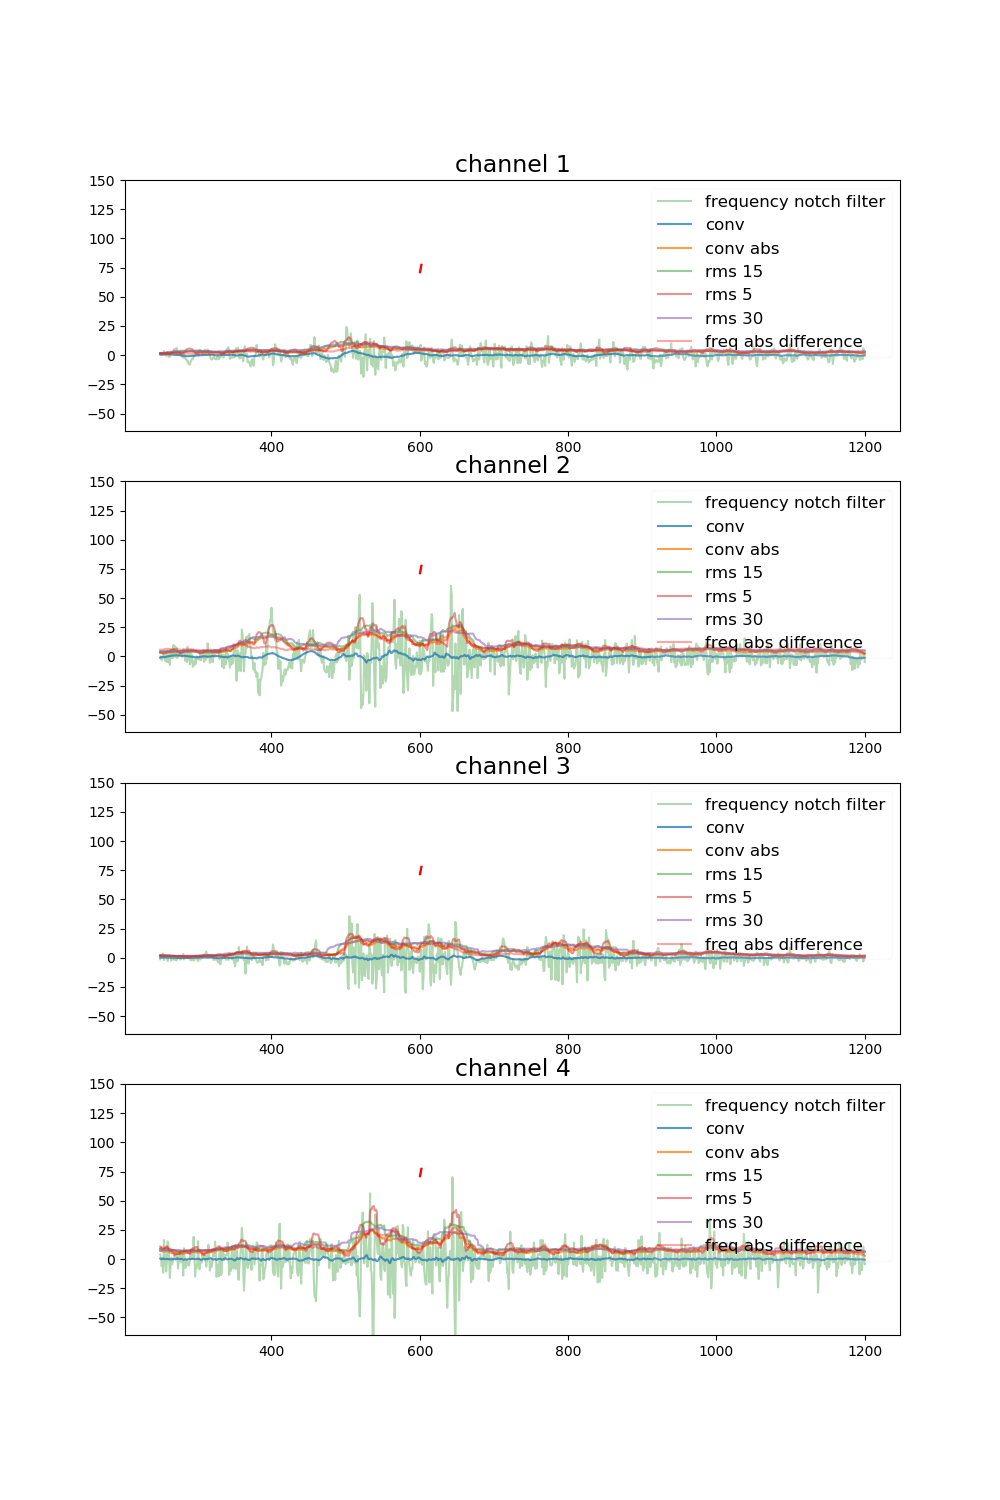 channel 1
150
125
100
75
50
25
0
−25
−50
frequency notch filter
conv
conv abs
rms 15
rms 5
rms 30
freq abs difference
400 600 800 1000 1200
channel 2
150
125
100
75
50
25
0
−25
−50
frequency notch filter
conv
conv abs
rms 15
rms 5
rms 30
freq abs difference
400 600 800 1000 1200
channel 3
150
125
100
75
50
25
0
−25
−50
frequency notch filter
conv
conv abs
rms 15
rms 5
rms 30
freq abs difference
400 600 800 1000 1200
channel 4
150
125
100
75
50
25
0
−25
−50
frequency notch filter
conv
conv abs
rms 15
rms 5
rms 30
freq abs difference
400 600 800 1000 1200